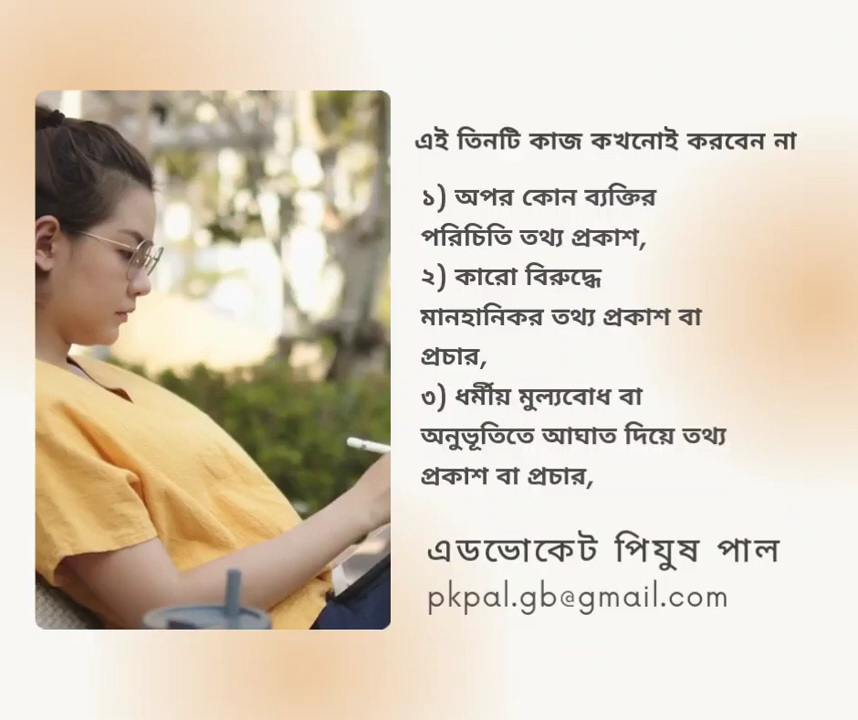 এই তিনটি কাজ কখনোই করবেন না
১) অপর কোন ব্যক্তির
পরিচিতি তথ্য প্রকাশ,
২) কারো বিরুদ্ধে
মানহানিকর তথ্য প্রকাশ বা
প্রচার,
৩) ধর্মীয় মুল্যবোধ বা
অনুভূতিতে আঘাত দিয়ে তথ্য
প্রকাশ বা প্রচার,
এডভোকেট পিযুষ পাল
pkpal.gb@gmail.com